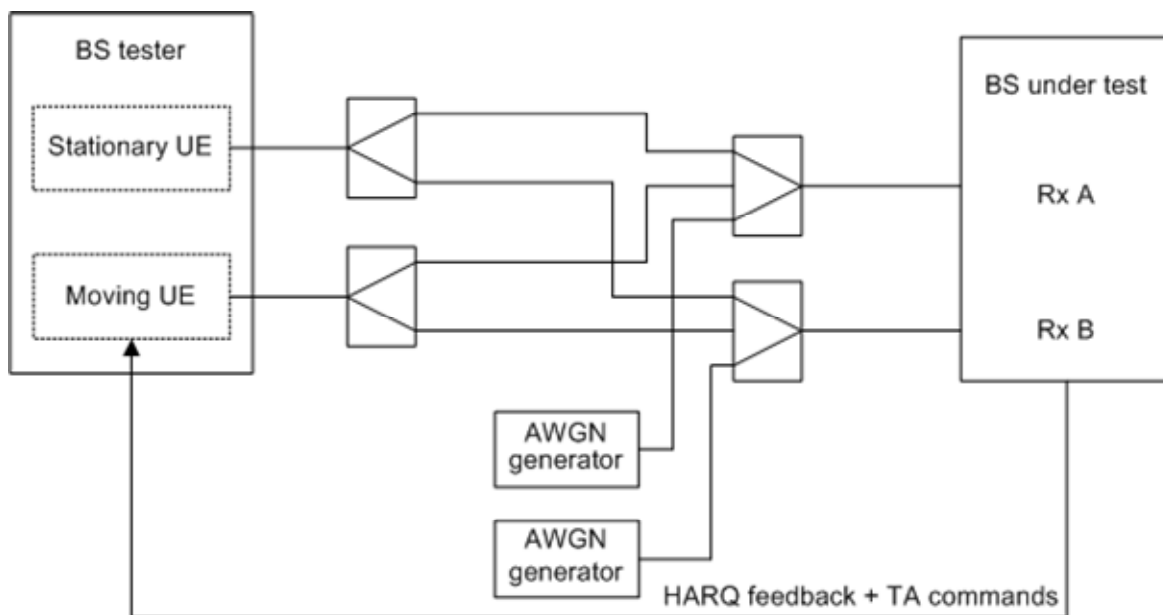 BS tester
Stationary UE
Moving UE
BS under test
Rx A
Rx B
AWGN
generator
AWGN
generator
HARQ feedback + TA commands